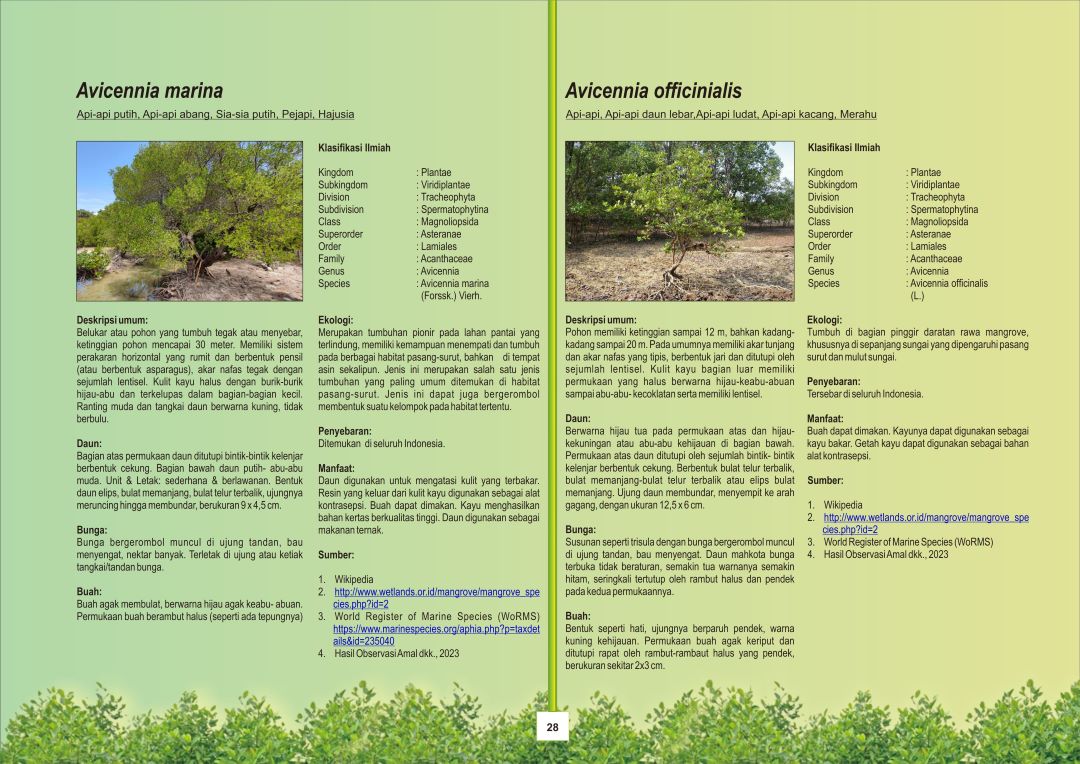 Avicennia marina
Api-api putih, Api-api abang, Sia-sia putih, Pejapi, Hajusia
Klasifikasi Ilmiah
Kingdom : Plantae
Subkingdom : Viridiplantae
Division : Tracheophyta
Subdivision : Spermatophytina
Class : Magnoliopsida
Superorder : Asteranae
Order : Lamiales
Family : Acanthaceae
Genus : Avicennia
Species : Avicennia marina
(Forssk.) Vierh.
Deskripsi umum:
Belukar atau pohon yang tumbuh tegak atau menyebar,
ketinggian pohon mencapai 30 meter. Memiliki sistem
perakaran horizontal yang rumit dan berbentuk pensil
(atau berbentuk asparagus), akar nafas tegak dengan
sejumlah lentisel. Kulit kayu halus dengan burik-burik
hijau-abu dan terkelupas dalam bagian-bagian kecil.
Ranting muda dan tangkai daun berwarna kuning, tidak
berbulu.
Daun:
Bagian atas permukaan daun ditutupi bintik-bintik kelenjar
berbentuk cekung. Bagian bawah daun putih- abu-abu
muda. Unit & Letak: sederhana & berlawanan. Bentuk
daun elips, bulat memanjang, bulat telur terbalik, ujungnya
meruncing hingga membundar, berukuran 9 x 4,5 cm.
Bunga:
Bunga bergerombol muncul di ujung tandan, bau
menyengat, nektar banyak. Terletak di ujung atau ketiak
tangkai/tandan bunga.
Buah:
Buah agak membulat, berwarna hijau agak keabu- abuan.
Permukaan buah berambut halus (seperti ada tepungnya)
Ekologi:
Merupakan tumbuhan pionir pada lahan pantai yang
terlindung, memiliki kemampuan menempati dan tumbuh
pada berbagai habitat pasang-surut, bahkan di tempat
asin sekalipun. Jenis ini merupakan salah satu jenis
tumbuhan yang paling umum ditemukan di habitat
pasang-surut. Jenis ini dapat juga bergerombol
membentuk suatu kelompok pada habitat tertentu.
Penyebaran:
Ditemukan di seluruh Indonesia.
Manfaat:
Daun digunakan untuk mengatasi kulit yang terbakar.
Resin yang keluar dari kulit kayu digunakan sebagai alat
kontrasepsi. Buah dapat dimakan. Kayu menghasilkan
bahan kertas berkualitas tinggi. Daun digunakan sebagai
makanan ternak.
Sumber:
1. Wikipedia
2. http://www.wetlands.or.id/mangrove/mangrove_spe
cies.php?id=2
3. World Register of Marine Species (WoRMS)
https://www.marinespecies.org/aphia.php?p=taxdet
ails&id=235040
4. Hasil Observasi Amal dkk., 2023
Avicennia officinialis
Api-api, Api-api daun lebar,Api-api ludat, Api-api kacang, Merahu
Klasifikasi Ilmiah
Kingdom : Plantae
Subkingdom : Viridiplantae
Division : Tracheophyta
Subdivision : Spermatophytina
Class : Magnoliopsida
Superorder : Asteranae
Order : Lamiales
Family : Acanthaceae
Genus : Avicennia
Species : Avicennia officinalis
(L.)
Deskripsi umum:
Pohon memiliki ketinggian sampai 12 m, bahkan kadang-
kadang sampai 20 m. Pada umumnya memiliki akar tunjang
dan akar nafas yang tipis, berbentuk jari dan ditutupi oleh
sejumlah lentisel. Kulit kayu bagian luar memiliki
permukaan yang halus berwarna hijau-keabu-abuan
sampai abu-abu- kecoklatan serta memiliki lentisel.
Daun:
Berwarna hijau tua pada permukaan atas dan hijau-
kekuningan atau abu-abu kehijauan di bagian bawah.
Permukaan atas daun ditutupi oleh sejumlah bintik- bintik
kelenjar berbentuk cekung. Berbentuk bulat telur terbalik,
bulat memanjang-bulat telur terbalik atau elips bulat
memanjang. Ujung daun membundar, menyempit ke arah
gagang, dengan ukuran 12,5 x 6 cm.
Bunga:
Susunan seperti trisula dengan bunga bergerombol muncul
di ujung tandan, bau menyengat. Daun mahkota bunga
terbuka tidak beraturan, semakin tua warnanya semakin
hitam, seringkali tertutup oleh rambut halus dan pendek
pada kedua permukaannya.
Buah:
Bentuk seperti hati, ujungnya berparuh pendek, warna
kuning kehijauan. Permukaan buah agak keriput dan
ditutupi rapat oleh rambut-rambaut halus yang pendek,
berukuran sekitar 2x3 cm.
Ekologi:
Tumbuh di bagian pinggir daratan rawa mangrove,
khususnya di sepanjang sungai yang dipengaruhi pasang
surut dan mulut sungai.
Penyebaran:
Tersebar di seluruh Indonesia.
Manfaat:
Buah dapat dimakan. Kayunya dapat digunakan sebagai
kayu bakar. Getah kayu dapat digunakan sebagai bahan
alat kontrasepsi.
Sumber:
1. Wikipedia
2. http://www.wetlands.or.id/mangrove/mangrove_spe
cies.php?id=2
3. World Register of Marine Species (WoRMS)
4. Hasil Observasi Amal dkk., 2023
28